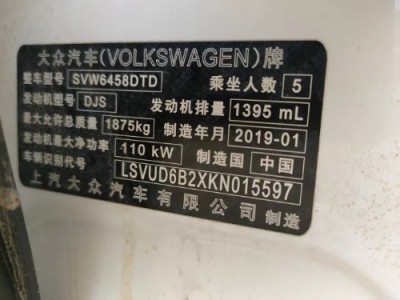 大众汽车(VOLKSWAGEN)牌
整车型号 SVW6458DTD 乘坐人数 5
发动机型号 DJS 发动机排量 1395 mL
最大允许总质量 1875kg 制造年月 2019-01
发动机最大净功率 110 kW 制造国 中国
车辆识别代号 LSVUD6B2XKN015597
上汽大众汽车有限公司 制造